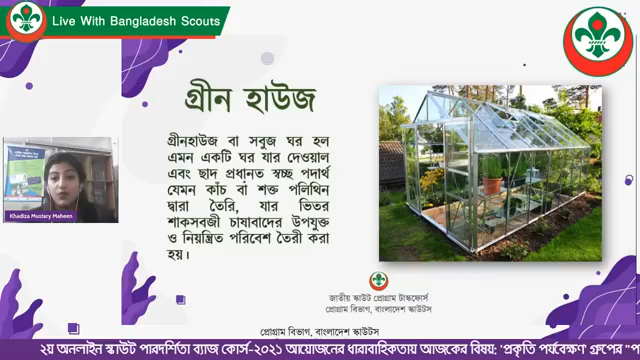 Live With Bangladesh Scouts
গ্রীন হাউজ
গ্রীনহাউজ বা সবুজ ঘর হল
এমন একটি ঘর যার দেওয়াল
এবং ছাদ প্রধানত স্বচ্ছ পদার্থ
যেমন কাঁচ বা শক্ত পলিথিন
দ্বারা তৈরি, যার ভিতর
শাকসবজী চাষাবাদের উপযুক্ত
ও নিয়ন্ত্রিত পরিবেশ তৈরী করা
হয়।
Khadiza Mustary Maheen
জাতীয় স্কাউট প্রোগ্রাম টাস্কফোর্স
প্রোগ্রাম বিভাগ, বাংলাদেশ স্কাউটস
প্রোগ্রাম বিভাগ, বাংলাদেশ স্কাউটস
২য় অনলাইন স্কাউট পারদর্শিতা ব্যাজ কোর্স-২০২১ আয়োজনের ধারাবাহিকতায় আজকের বিষয়: 'প্রকৃতি পর্যবেক্ষণ' গ্রুপের "প